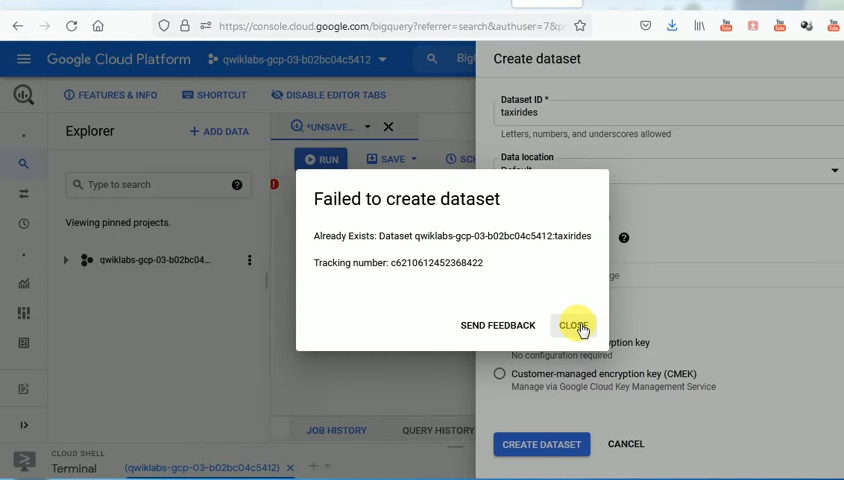 https://console.cloud.google.com/bigquery?referrer=search&authuser=7&p
Google Cloud Platform
qwiklabs-gcp-03-b02bc04c5412
Create dataset
FEATURES & INFO
SHORTCUT
DISABLE EDITOR TABS
Dataset ID *
taxirides
Letters, numbers, and underscores allowed
Explorer
+ ADD DATA
*UNSAVE...
Data location
RUN
SAVE
Type to search
Viewing pinned projects.
qwiklabs-gcp-03-b02bc04...
Failed to create dataset
Already Exists: Dataset qwiklabs-gcp-03-b02bc04c5412:taxirides
Tracking number: c6210612452368422
SEND FEEDBACK
CLOSE
No configuration required
Customer-managed encryption key (CMEK)
Manage via Google Cloud Key Management Service
JOB HISTORY
QUERY HISTORY
CREATE DATASET
CANCEL
CLOUD SHELL
Terminal
(qwiklabs-gcp-03-b02bc04c5412)